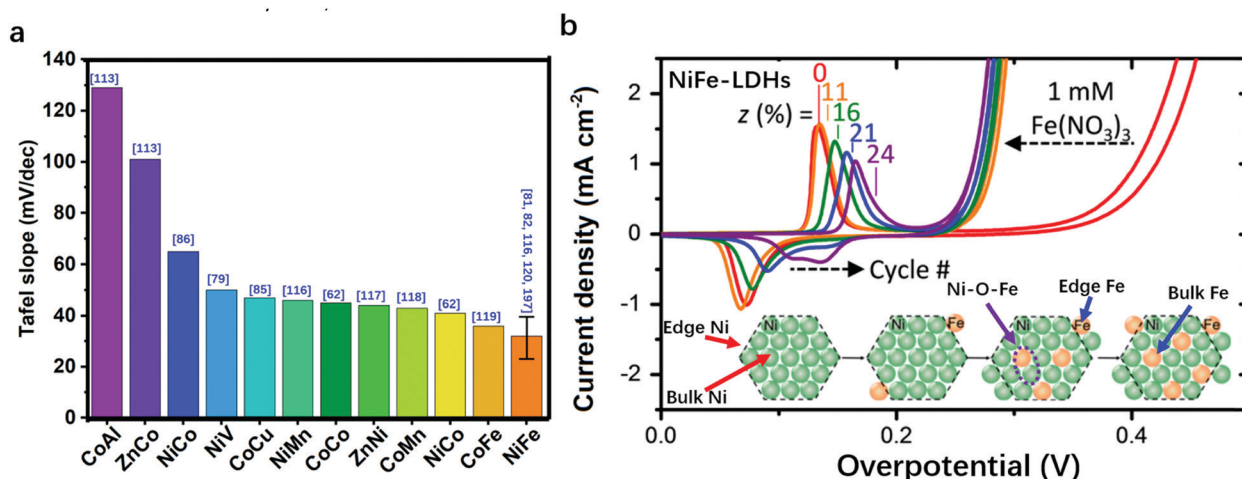 a
Tafel slope (mV/dec)
140
120
100
80
60
40
20
0
[113]
[113]
[86]
[79]
[85]
[116]
[62]
[117]
[118]
[62]
[119]
[81, 82, 116, 120, 197]
CoAl
ZnCo
NiCo
NiV
CoCu
NiMn
CoCo
ZnNi
CoMn
NiCo
CoFe
NiFe
b
Current density (mA cm⁻²)
2
1
0
-1
-2
NiFe-LDHs
z (%) =
0
11
16
21
24
1 mM
Fe(NO₃)₃
Cycle #
Ni-O-Fe
Edge Fe
Bulk Fe
Edge Ni
Bulk Ni
Ni
Ni
Fe
Ni
Fe
Ni
Fe
0.0
0.2
0.4
Overpotential (V)